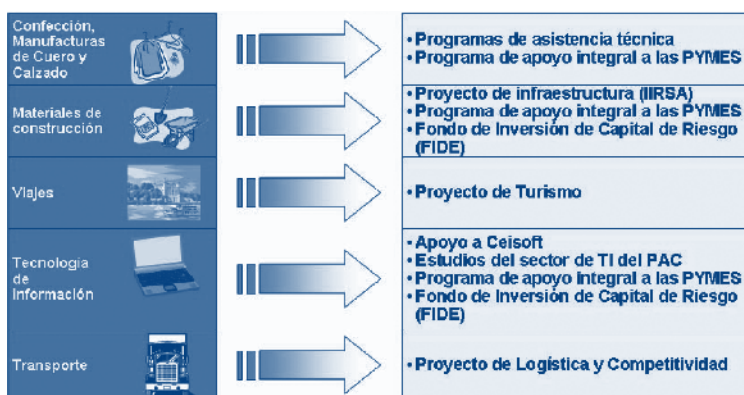 Confección,
Manufacturas
de Cuero y
Calzado
• Programas de asistencia técnica
• Programa de apoyo integral a las PYMES
Materiales de
construcción
• Proyecto de infraestructura (IIRSA)
• Programa de apoyo integral a las PYMES
• Fondo de Inversión de Capital de Riesgo
(FIDE)
Viajes
• Proyecto de Turismo
Tecnología
de
Información
• Apoyo a Ceisoft
• Estudios del sector de TI del PAC
• Programa de apoyo integral a las PYMES
• Fondo de Inversión de Capital de Riesgo
(FIDE)
Transporte
• Proyecto de Logística y Competitividad